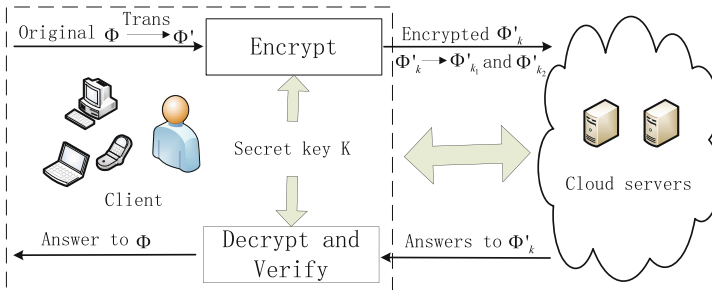 Trans
Original Φ → Φ'
Encrypt
Encrypted Φ'ₖ
Φ'ₖ → Φ'ₖ₁ and Φ'ₖ₂
Secret key K
Client
Cloud servers
Answer to Φ
Decrypt and
Verify
Answers to Φ'ₖ